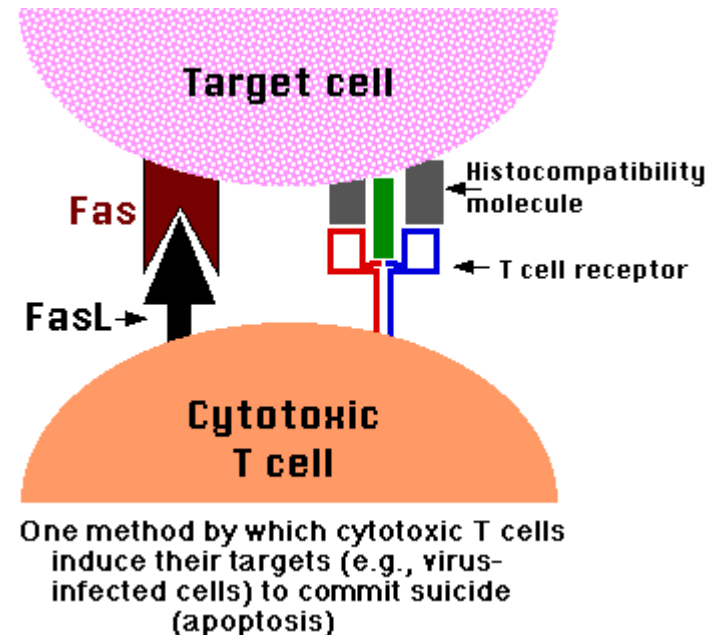 Target cell
Histocompatibility
molecule
Fas
T cell receptor
FasL
Cytotoxic
T cell
One method by which cytotoxic T cells
induce their targets (e.g., virus-
infected cells) to commit suicide
(apoptosis)